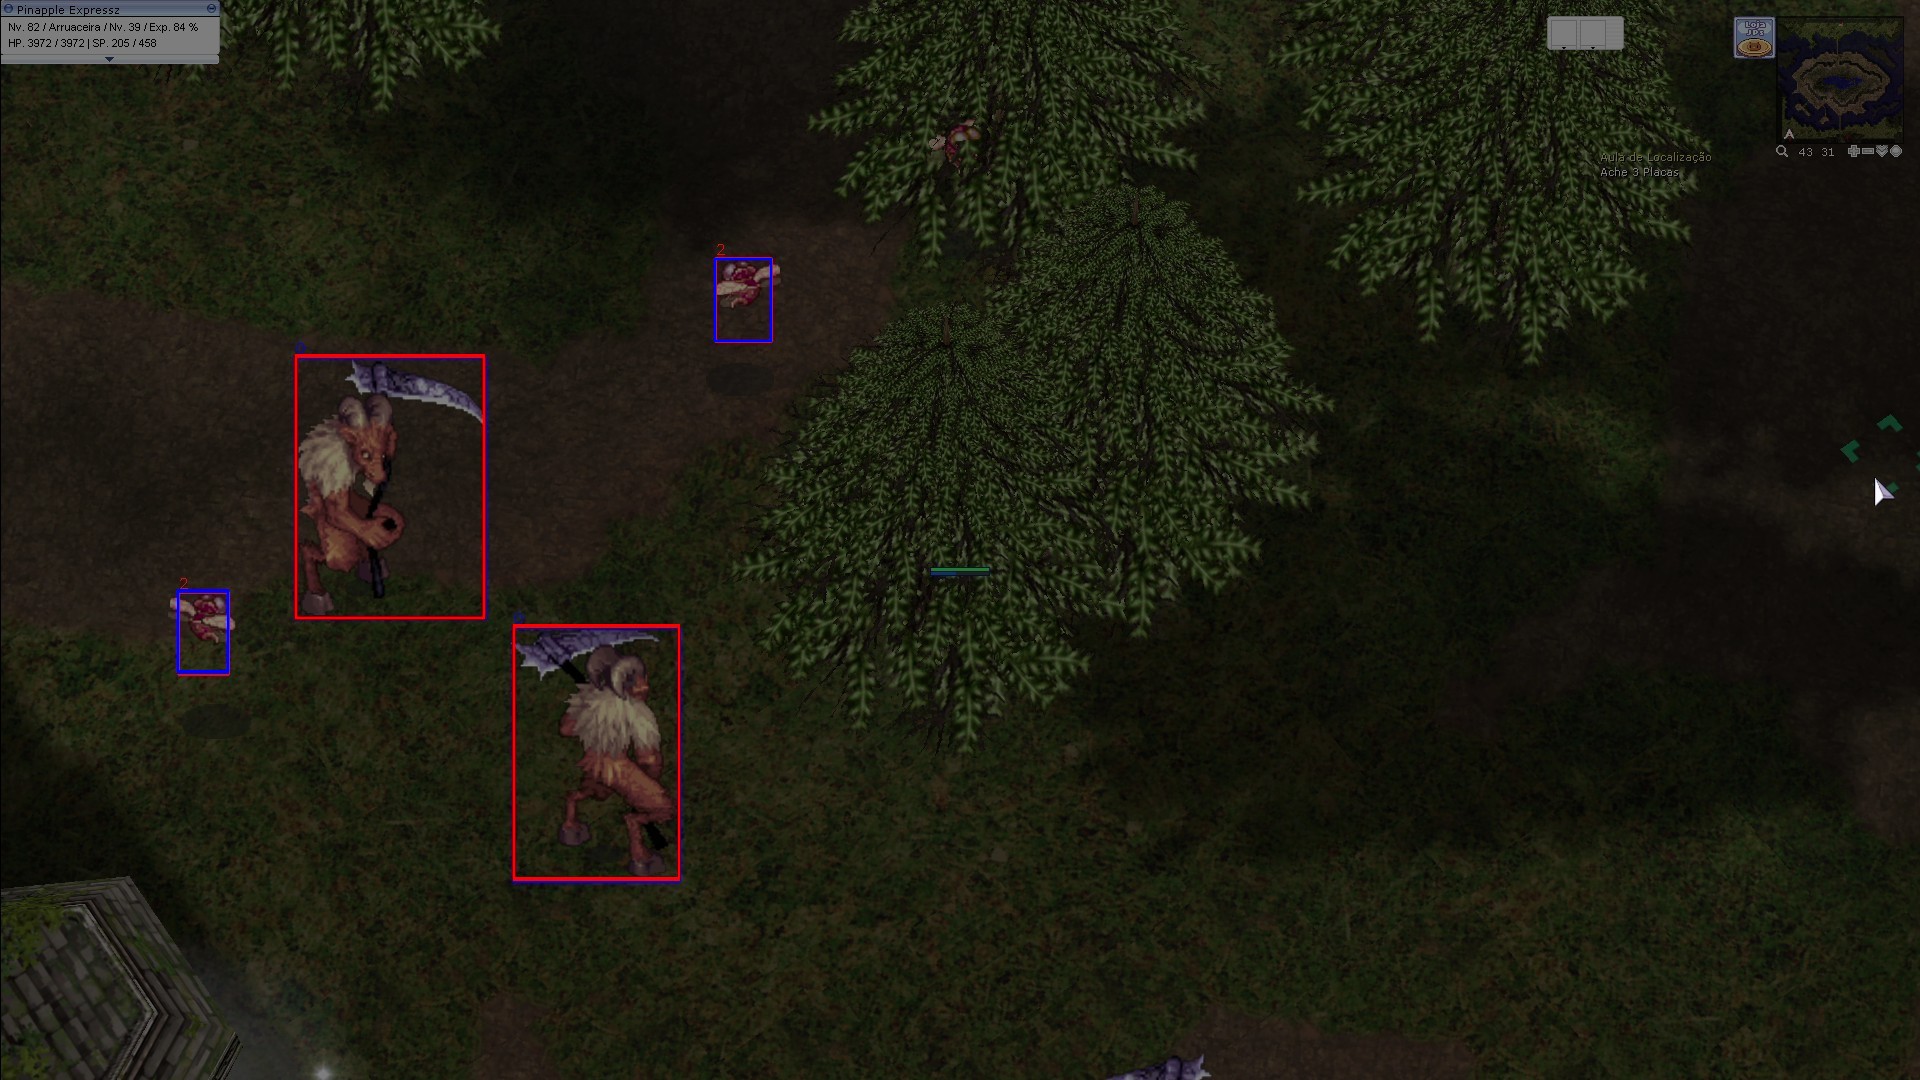 Pinapple Expressz
Nv. 82 / Arruaceira / Nv. 39 / Exp. 84 %
HP. 3972 / 3972 | SP. 205 / 458
LOJA
Aula de Localização
Ache 3 Placas
43 31
2
2